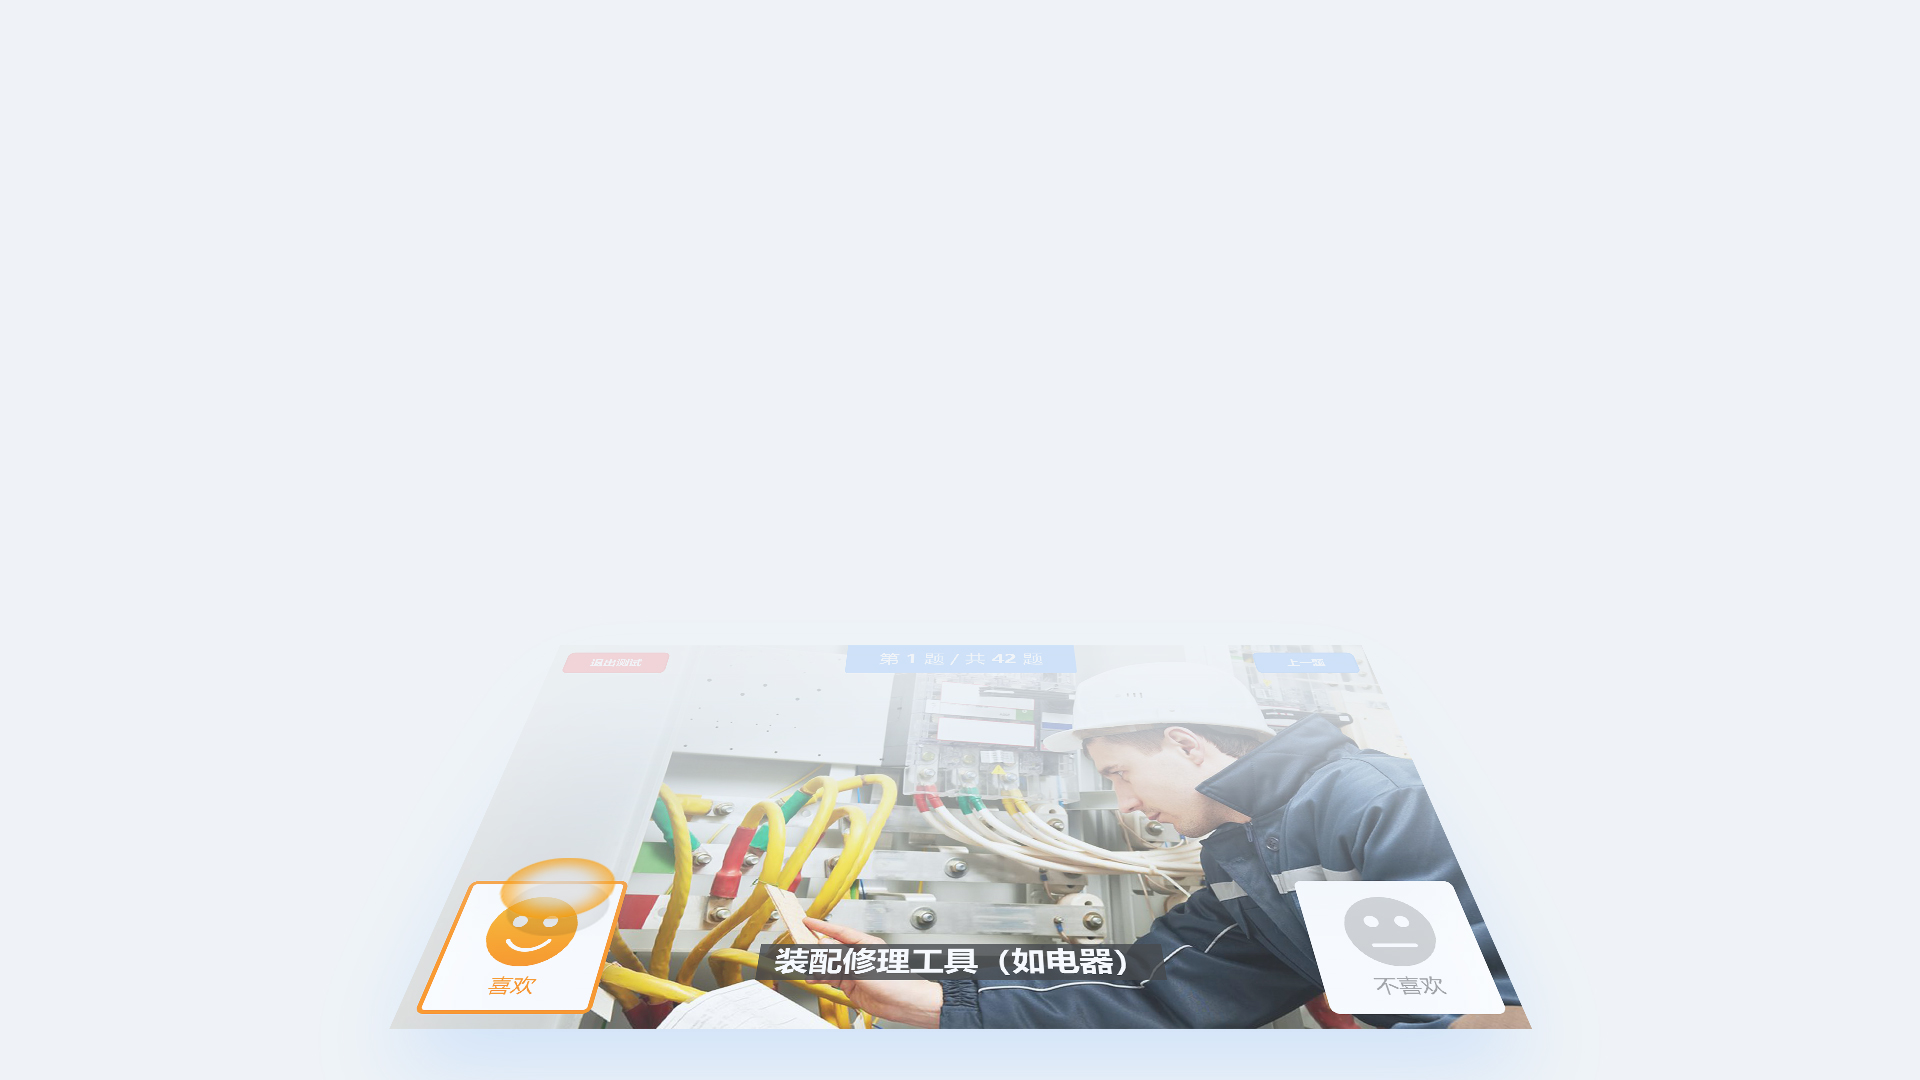 退出测试
第 1 题 / 共 42 题
上一题
装配修理工具（如电器）
喜欢
不喜欢